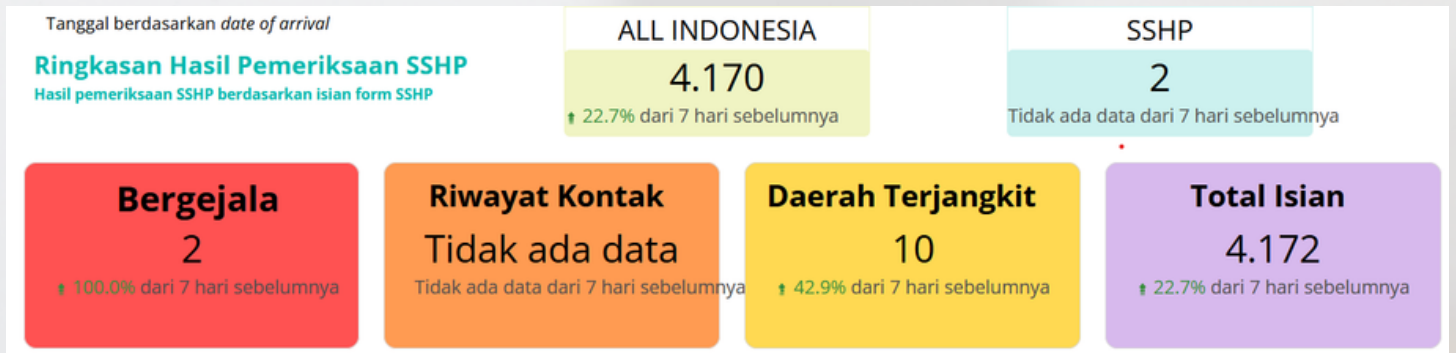 Tanggal berdasarkan date of arrival
Ringkasan Hasil Pemeriksaan SSHP
Hasil pemeriksaan SSHP berdasarkan isian form SSHP
ALL INDONESIA
4.170
22.7% dari 7 hari sebelumnya
SSHP
2
Tidak ada data dari 7 hari sebelumnya
Bergejala
2
100.0% dari 7 hari sebelumnya
Riwayat Kontak
Tidak ada data
Tidak ada data dari 7 hari sebelumnya
Daerah Terjangkit
10
42.9% dari 7 hari sebelumnya
Total Isian
4.172
22.7% dari 7 hari sebelumnya